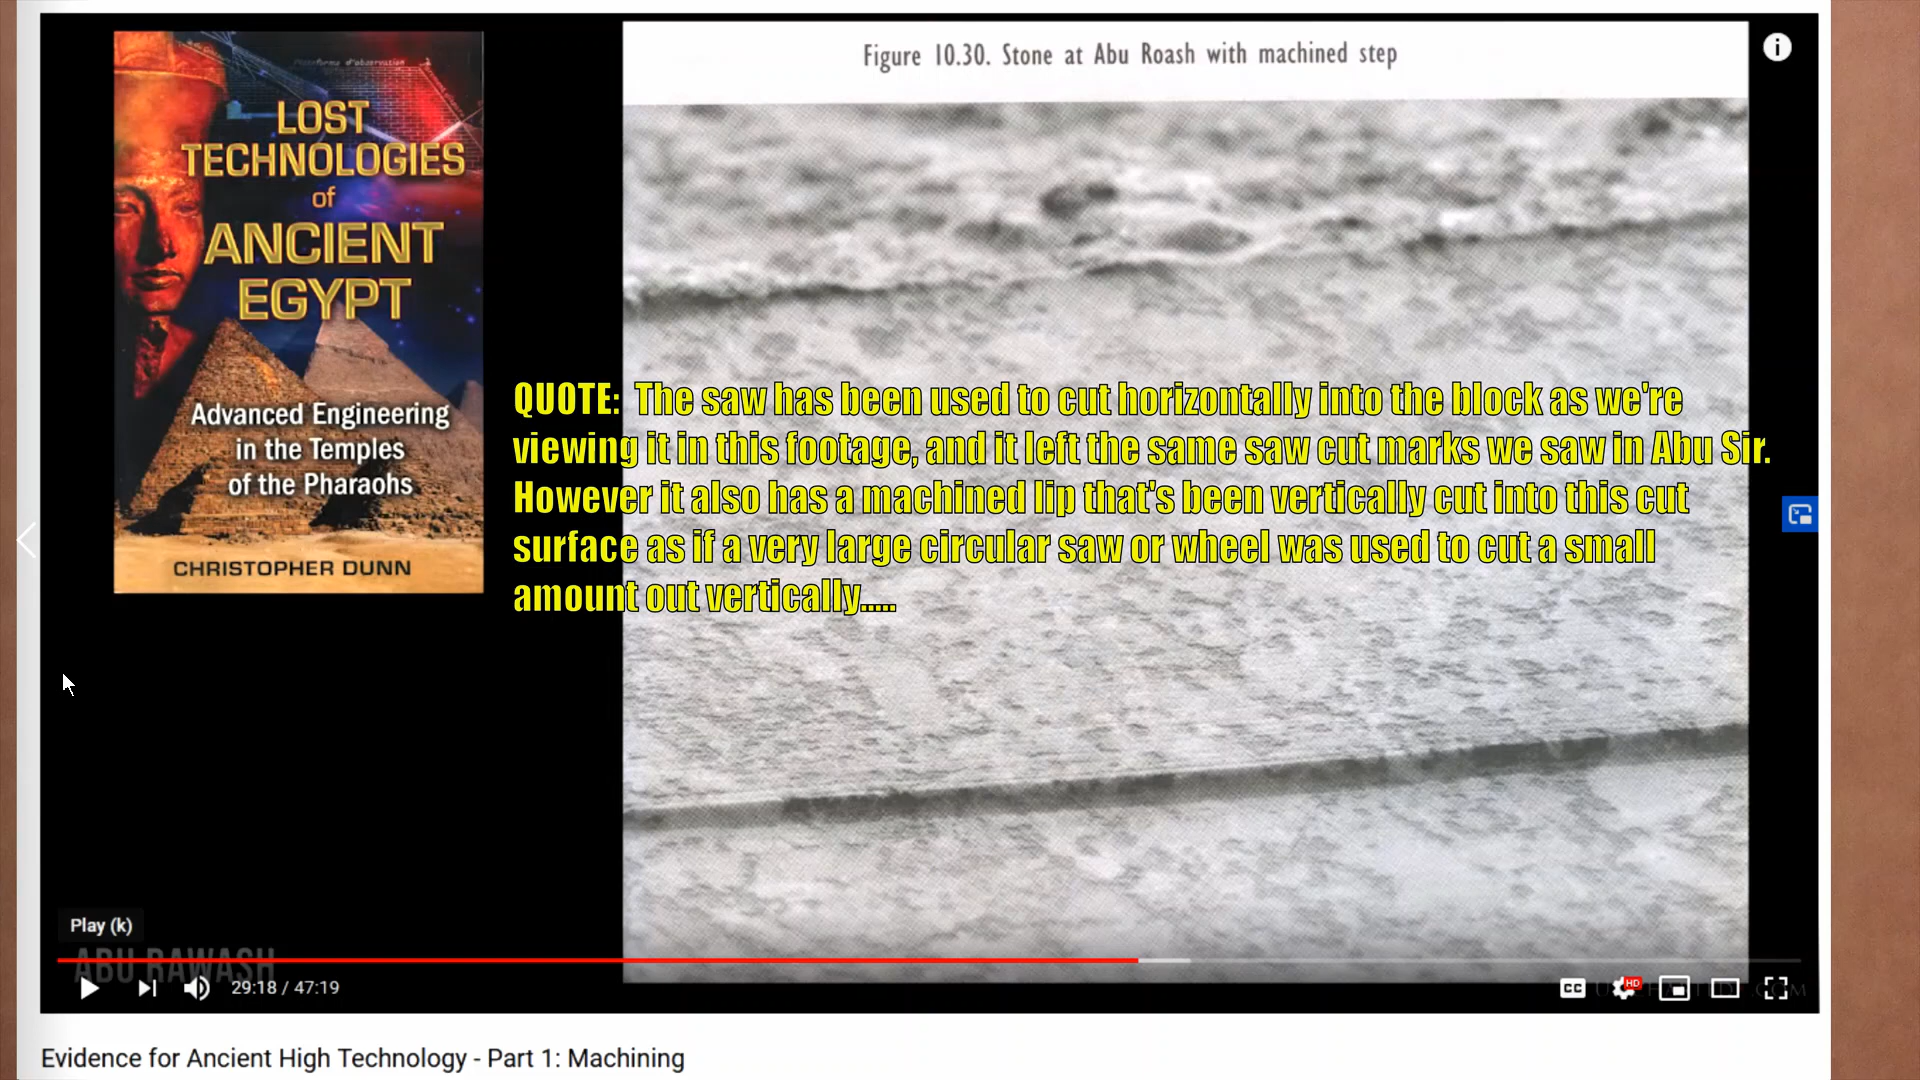 Plateforme d'observation
LOST
TECHNOLOGIES
of
ANCIENT
EGYPT
Advanced Engineering
in the Temples
of the Pharaohs
CHRISTOPHER DUNN
Figure 10.30. Stone at Abu Roash with machined step
i
QUOTE: The saw has been used to cut horizontally into the block as we're
viewing it in this footage, and it left the same saw cut marks we saw in Abu Sir.
However it also has a machined lip that's been vertically cut into this cut
surface as if a very large circular saw or wheel was used to cut a small
amount out vertically.....
Play (k)
ABU RAWASH
29:18 / 47:19
CC
HD
Evidence for Ancient High Technology - Part 1: Machining